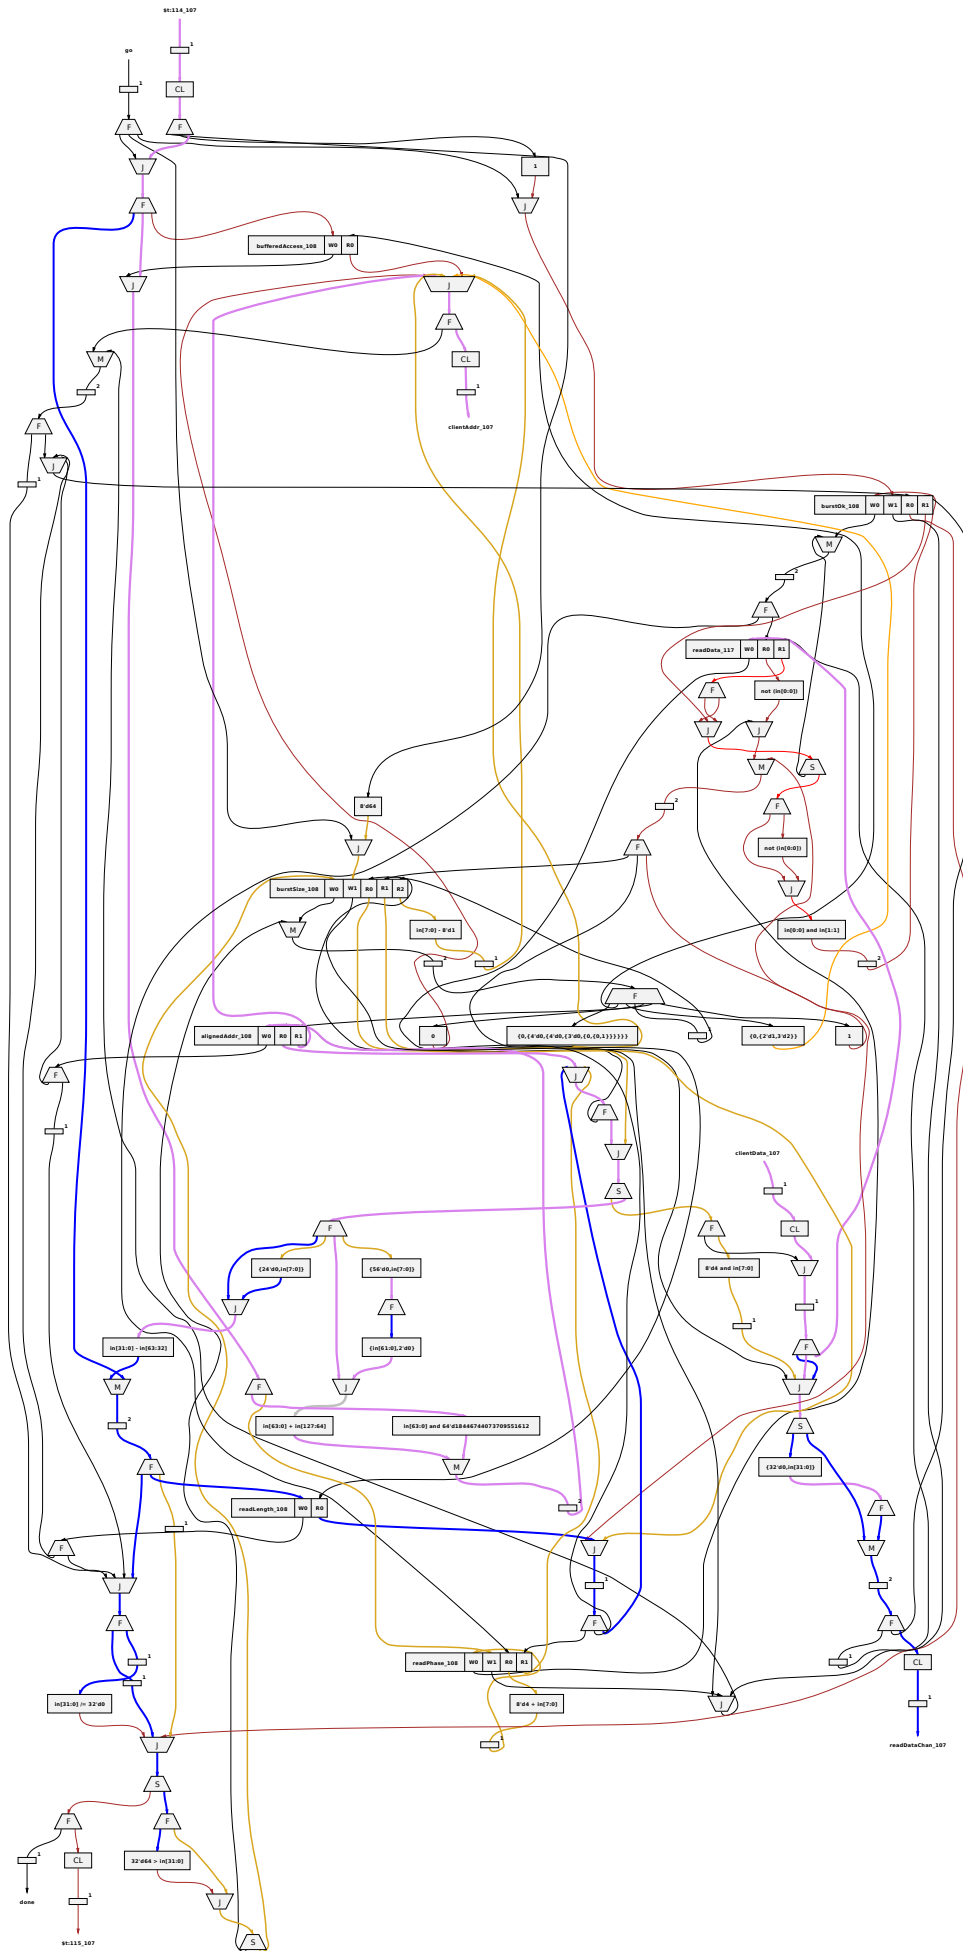 $t:114_107
1
go
1
CL
F
F
J
1
J
F
bufferedAccess_108 W0 R0
J
J
F
M
CL
2
1
clientAddr_107
F
J
1
burstOk_108 W0 W1 R0 R1
M
2
F
readData_117 W0 R0 R1
F
not (in[0:0])
J
J
M
S
2
F
8'd64
J
F
not (in[0:0])
burstSize_108 W0 W1 R0 R1 R2
J
M
in[7:0] - 8'd1
in[0:0] and in[1:1]
2
1
2
F
alignedAddr_108 W0 R0 R1
0
{0,{4'd0,{4'd0,{3'd0,{0,{0,1}}}}}}
1
{0,{2'd1,3'd2}}
1
F
J
F
1
J
clientData_107
S
1
F
F
CL
{24'd0,in[7:0]}
{56'd0,in[7:0]}
8'd4 and in[7:0]
J
J
F
1
1
in[31:0] - in[63:32]
{in[61:0],2'd0}
F
M
F
J
J
2
in[63:0] + in[127:64]
in[63:0] and 64'd18446744073709551612
S
F
M
{32'd0,in[31:0]}
readLength_108 W0 R0
2
F
1
F
J
M
J
1
2
F
F
F
1
readPhase_108 W0 W1 R0 R1
1
CL
1
in[31:0] /= 32'd0
8'd4 + in[7:0]
J
1
J
1
readDataChan_107
S
F
F
1
CL
32'd64 > in[31:0]
done
1
J
$t:115_107
S